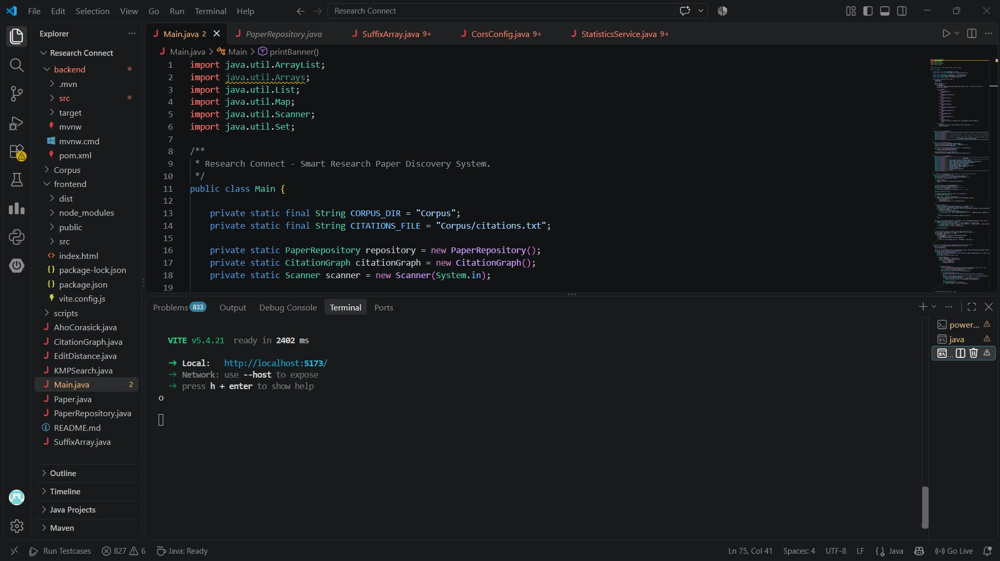 File Edit Selection View Go Run Terminal Help
Research Connect
Explorer
Research Connect
backend
.mvn
src
target
mvnw
mvnw.cmd
pom.xml
Corpus
frontend
dist
node_modules
public
src
index.html
package-lock.json
package.json
vite.config.js
scripts
AhoCorasick.java
CitationGraph.java
EditDistance.java
KMPSearch.java
Main.java 2
Paper.java
PaperRepository.java
README.md
SuffixArray.java
Outline
Timeline
Java Projects
Maven
Main.java 2 PaperRepository.java SuffixArray.java 9+ CorsConfig.java 9+ StatisticsService.java 9+
Main.java > Main > printBanner()
1 import java.util.ArrayList;
2 import java.util.Arrays;
3 import java.util.List;
4 import java.util.Map;
5 import java.util.Scanner;
6 import java.util.Set;
7
8 /**
9 * Research Connect - Smart Research Paper Discovery System.
10 */
11 public class Main {
12
13 private static final String CORPUS_DIR = "Corpus";
14 private static final String CITATIONS_FILE = "Corpus/citations.txt";
15
16 private static PaperRepository repository = new PaperRepository();
17 private static CitationGraph citationGraph = new CitationGraph();
18 private static Scanner scanner = new Scanner(System.in);
19
Problems 833 Output Debug Console Terminal Ports
VITE v5.4.21 ready in 2402 ms
➜ Local: http://localhost:5173/
➜ Network: use --host to expose
➜ press h + enter to show help
o
power...
java
Run Testcases 827 6 Java: Ready
Ln 75, Col 41 Spaces: 4 UTF-8 LF {} Java Go Live